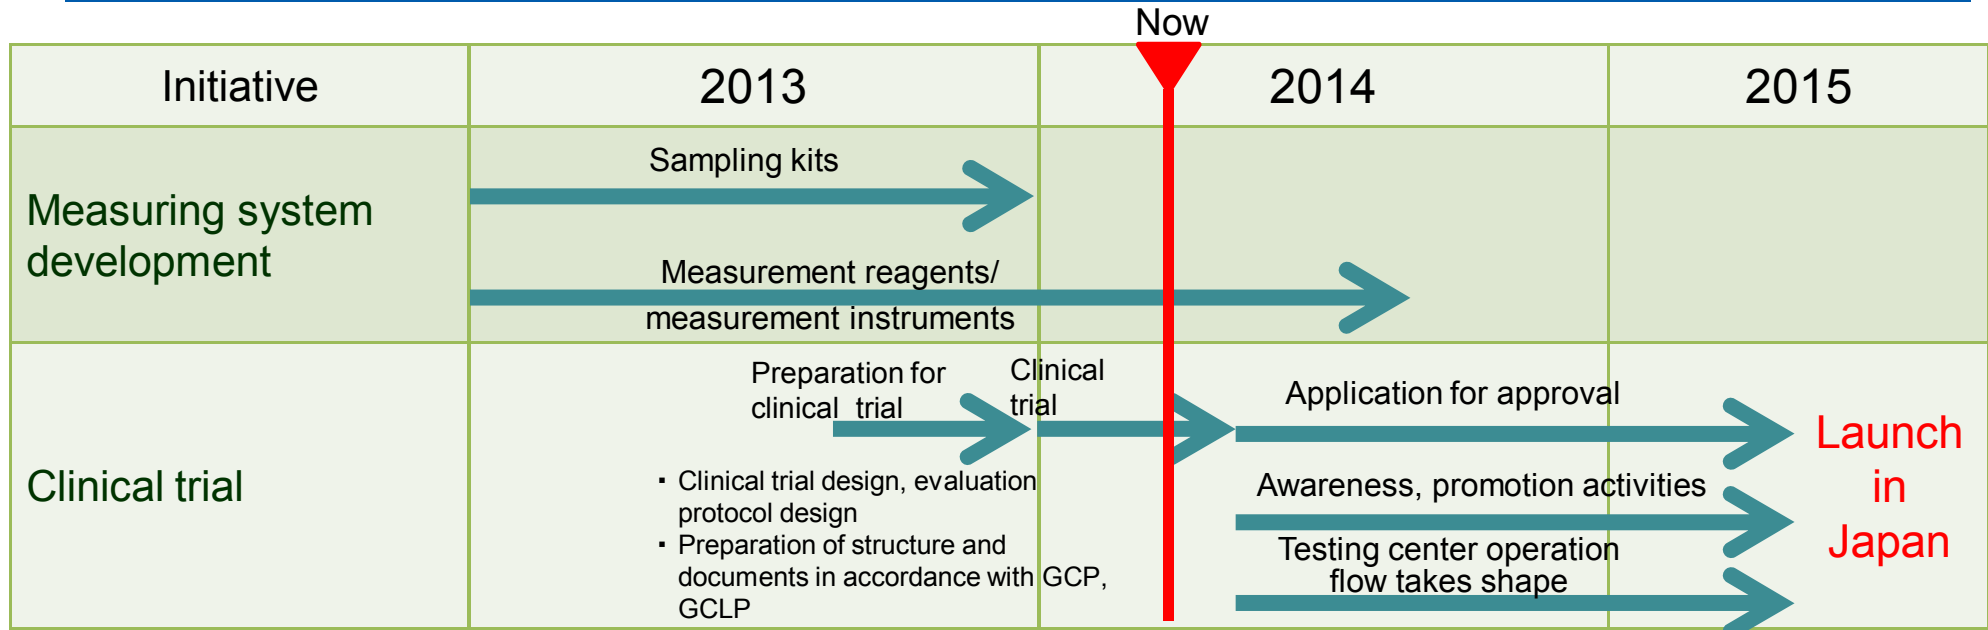 Now
Initiative
2013
2014
2015
Measuring system
development
Sampling kits
Measurement reagents/
measurement instruments
Clinical trial
Preparation for
clinical trial
Clinical
trial
・Clinical trial design, evaluation
protocol design
・Preparation of structure and
documents in accordance with GCP,
GCLP
Application for approval
Awareness, promotion activities
Testing center operation
flow takes shape
Launch
in
Japan